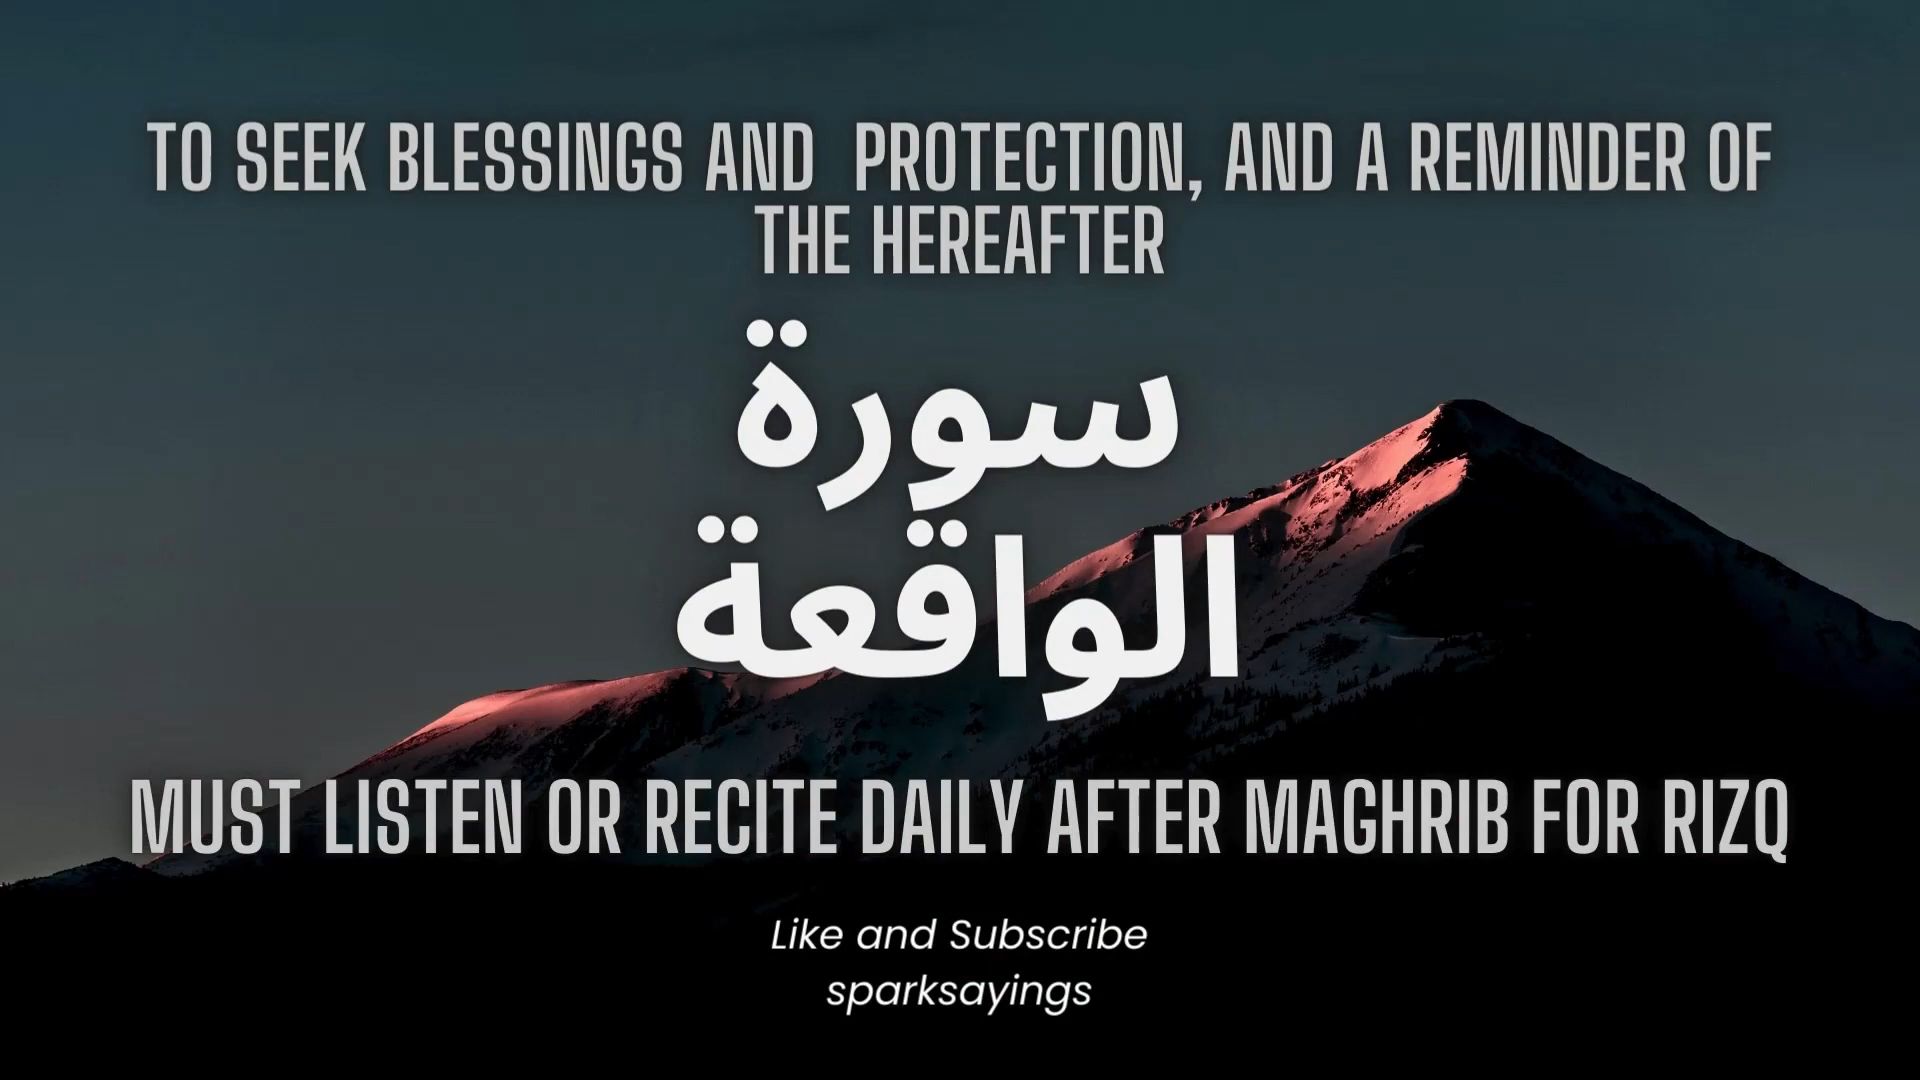 TO SEEK BLESSINGS AND PROTECTION, AND A REMINDER OF
THE HEREAFTER
سورة
الواقعة
MUST LISTEN OR RECITE DAILY AFTER MAGHRIB FOR RIZQ
Like and Subscribe
sparksayings